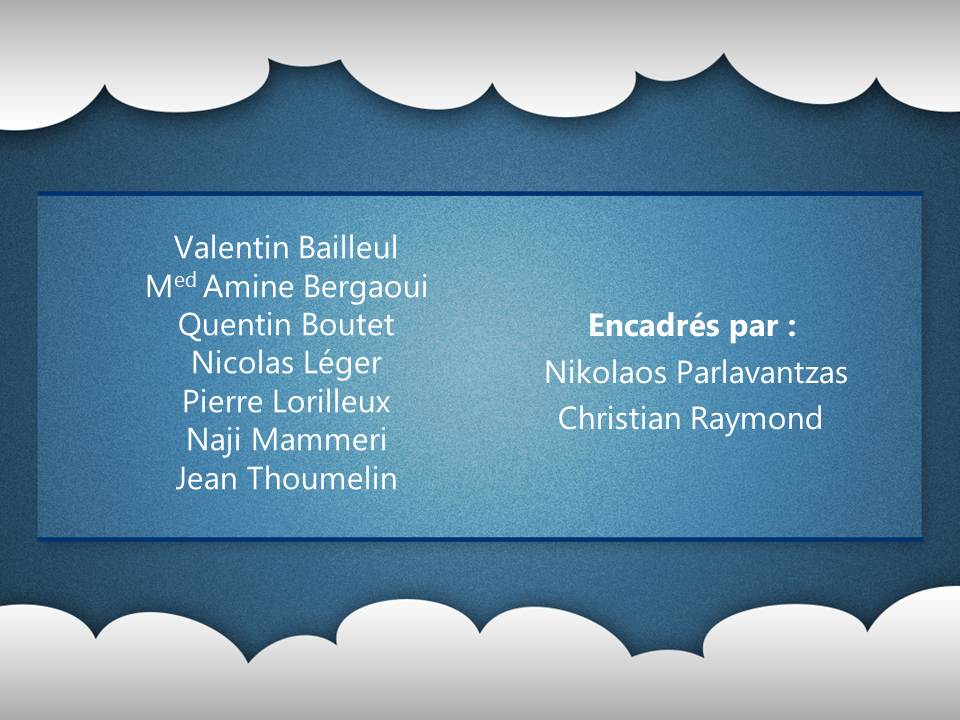 Valentin Bailleul
Med Amine Bergaoui
Quentin Boutet
Nicolas Léger
Pierre Lorilleux
Naji Mammeri
Jean Thoumelin
Encadrés par :
Nikolaos Parlavantzas
Christian Raymond